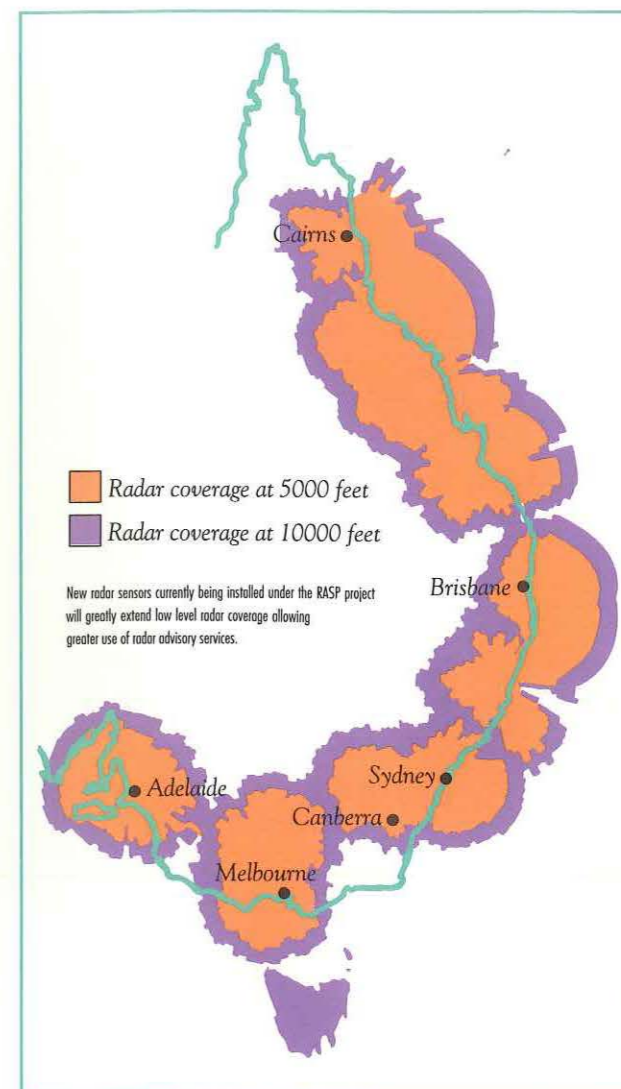 Cairns
Radar coverage at 5000 feet
Radar coverage at 10000 feet
New radar sensors currently being installed under the RASP project
will greatly extend low level radar coverage allowing
greater use of radar advisory services.
Brisbane
Sydney
Adelaide
Canberra
Melbourne